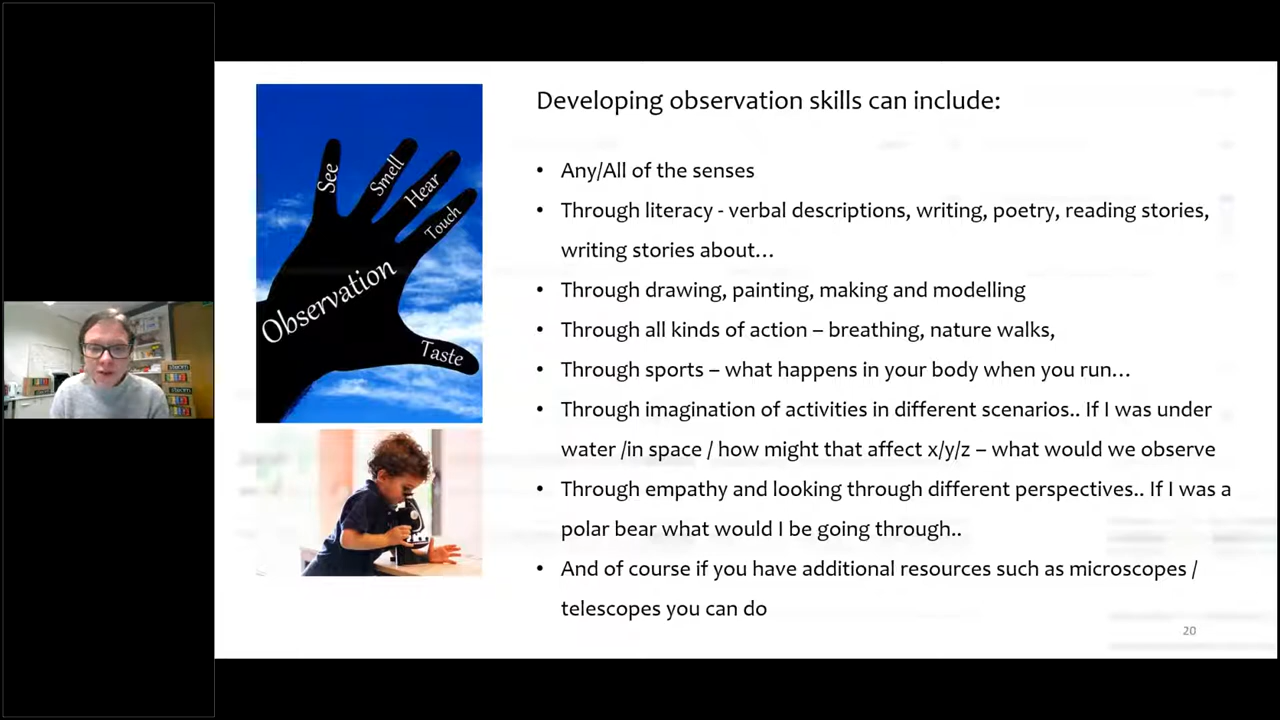 Developing observation skills can include:
See
Smell
Hear
Touch
Observation
Taste
• Any/All of the senses
• Through literacy - verbal descriptions, writing, poetry, reading stories,
writing stories about...
• Through drawing, painting, making and modelling
• Through all kinds of action – breathing, nature walks,
• Through sports – what happens in your body when you run...
• Through imagination of activities in different scenarios.. If I was under
water /in space / how might that affect x/y/z – what would we observe
• Through empathy and looking through different perspectives.. If I was a
polar bear what would I be going through..
• And of course if you have additional resources such as microscopes /
telescopes you can do
20